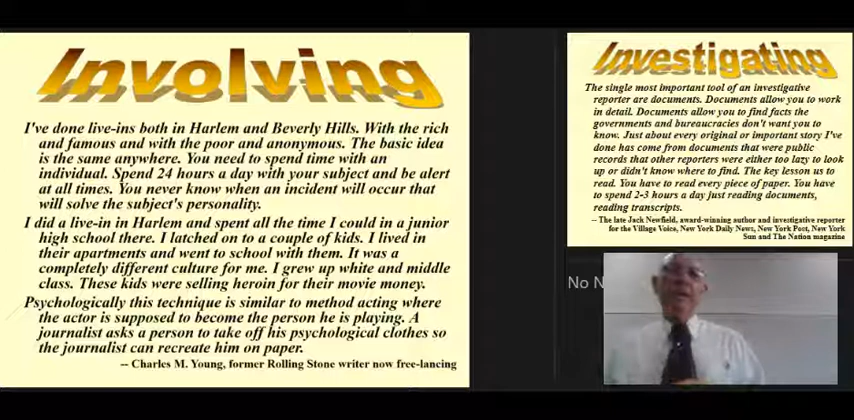 Involving
I've done live-ins both in Harlem and Beverly Hills. With the rich
and famous and with the poor and anonymous. The basic idea
is the same anywhere. You need to spend time with an
individual. Spend 24 hours a day with your subject and be alert
at all times. You never know when an incident will occur that
will solve the subject's personality.
I did a live-in in Harlem and spent all the time I could in a junior
high school there. I latched on to a couple of kids. I lived in
their apartments and went to school with them. It was a
completely different culture for me. I grew up white and middle
class. These kids were selling heroin for their movie money.
Psychologically this technique is similar to method acting where
the actor is supposed to become the person he is playing. A
journalist asks a person to take off his psychological clothes so
the journalist can recreate him on paper.
-- Charles M. Young, former Rolling Stone writer now free-lancing
Investigating
The single most important tool of an investigative
reporter are documents. Documents allow you to work
in detail. Documents allow you to find facts the
governments and bureaucracies don't want you to
know. Just about every original or important story I've
done has come from documents that were public
records that other reporters were either too lazy to look
up or didn't know where to find. The key lesson us to
read. You have to read every piece of paper. You have
to spend 2-3 hours a day just reading documents,
reading transcripts.
-- The late Jack Newfield, award-winning author and investigative reporter
for the Village Voice, New York Daily News, New York Post, New York
Sun and The Nation magazine
No